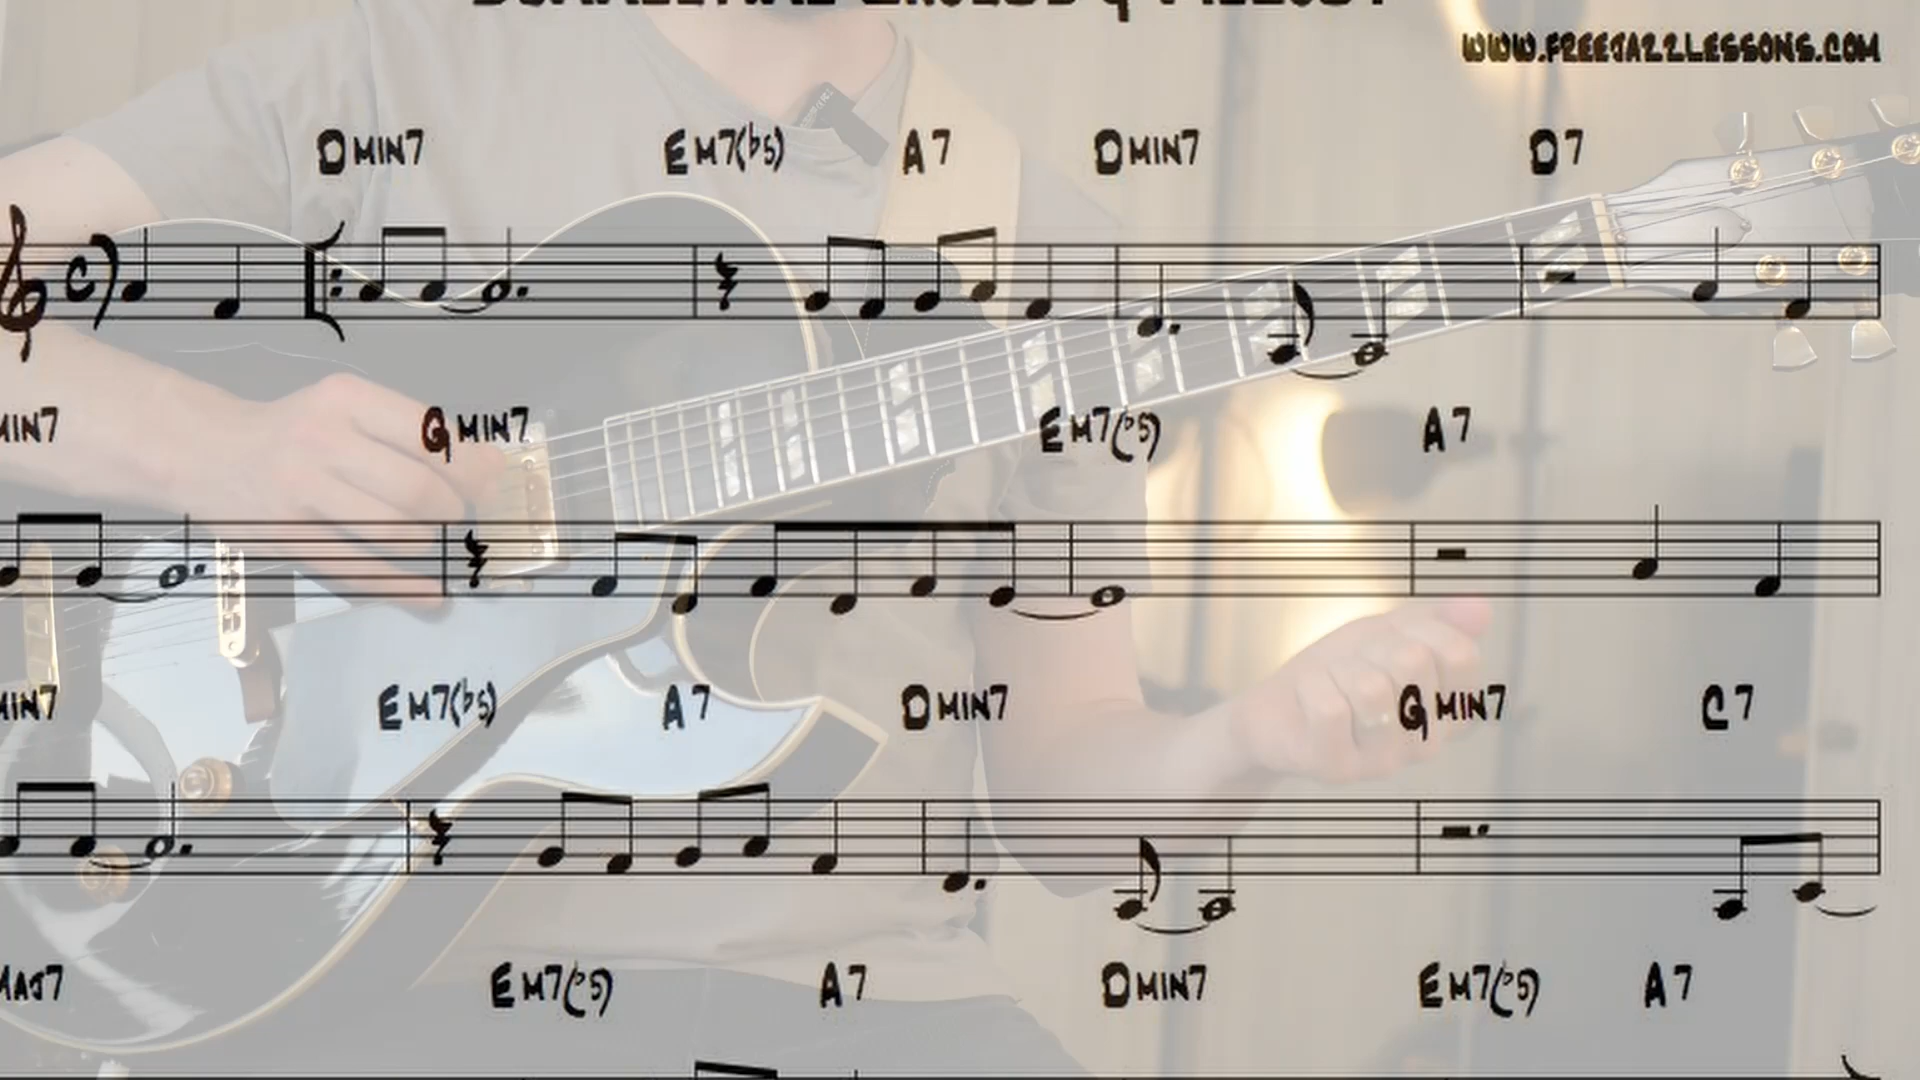 WWW.FREEJAZZLESSONS.COM
DMIN7 EM7(b5) A7 DMIN7 D7
MIN7 GMIN7 EM7(b5) A7
MIN7 EM7(b5) A7 DMIN7 GMIN7 C7
MAJ7 EM7(b5) A7 DMIN7 EM7(b5) A7